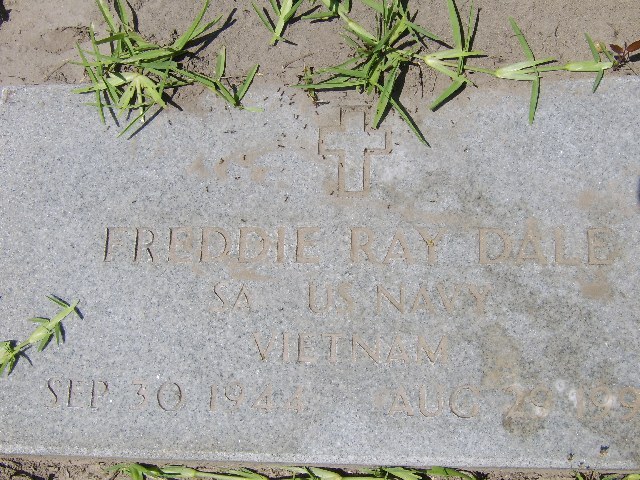 FREDDIE RAY DALE
SA US NAVY
VIETNAM
SEP 30 1944 AUG 29